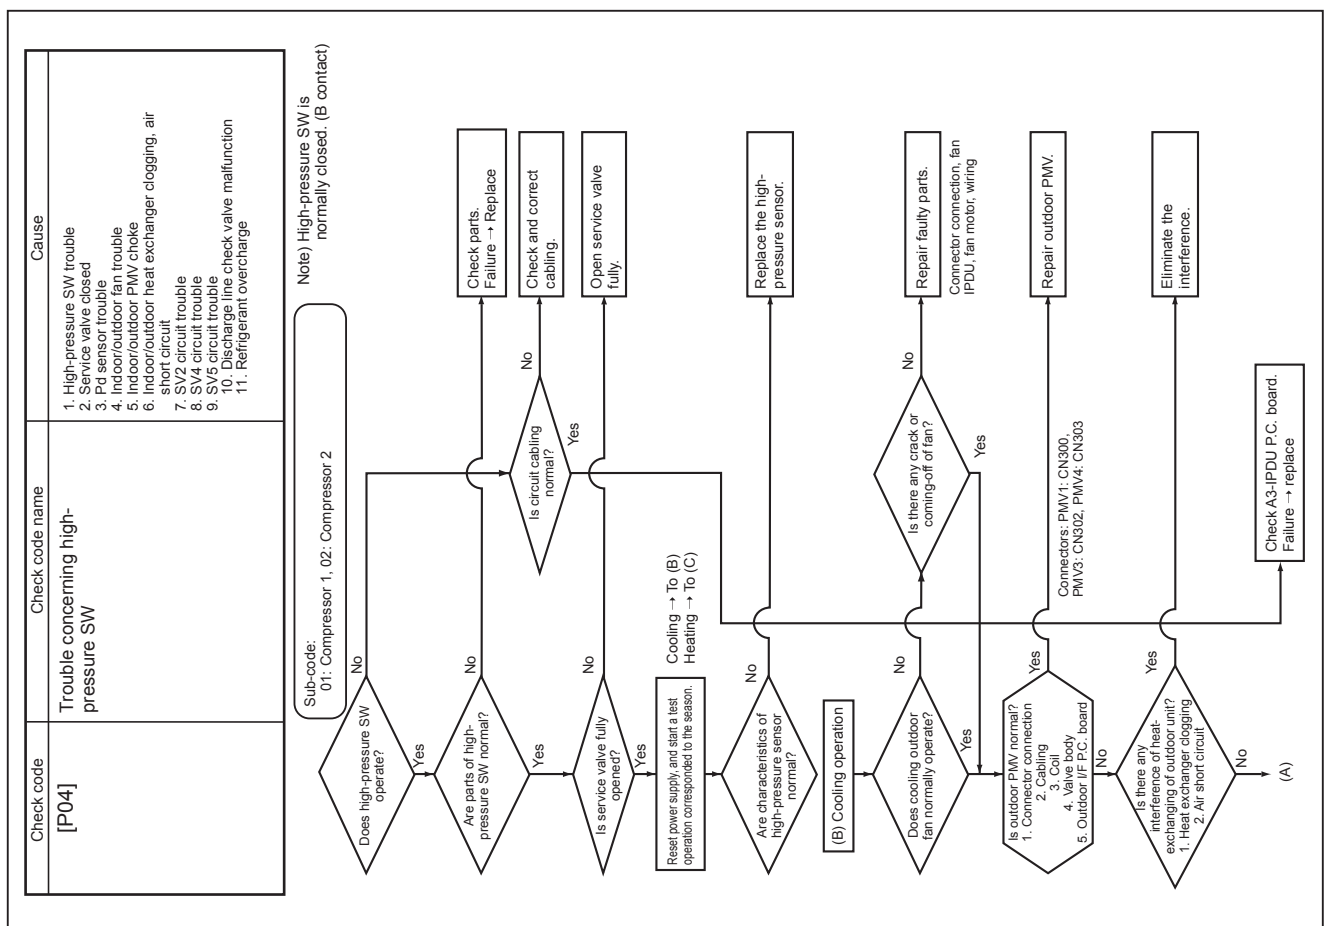 Check code
Check code name
Cause
[P04]
Trouble concerning high-
pressure SW
1. High-pressure SW trouble
2. Service valve closed
3. Pd sensor trouble
4. Indoor/outdoor fan trouble
5. Indoor/outdoor PMV choke
6. Indoor/outdoor heat exchanger clogging, air
short circuit
7. SV2 circuit trouble
8. SV4 circuit trouble
9. SV5 circuit trouble
10. Discharge line check valve malfunction
11. Refrigerant overcharge
Sub-code:
01: Compressor 1, 02: Compressor 2
Note) High-pressure SW is
normally closed. (B contact)
Does high-pressure SW
operate?
No
Yes
Are parts of high-
pressure SW normal?
No
Yes
Check parts.
Failure → Replace
Is circuit cabling
normal?
No
Yes
Check and correct
cabling.
Is service valve fully
opened?
No
Yes
Open service valve
fully.
Reset power supply, and start a test
operation corresponded to the season.
Cooling → To (B)
Heating → To (C)
Are characteristics of
high-pressure sensor
normal?
No
Replace the high-
pressure sensor.
(B) Cooling operation
Does cooling outdoor
fan normally operate?
No
Yes
Is there any crack or
coming-off of fan?
No
Yes
Repair faulty parts.
Connector connection, fan
IPDU, fan motor, wiring
Is outdoor PMV normal?
1. Connector connection
2. Cabling
3. Coil
4. Valve body
5. Outdoor I/F P.C. board
Yes
No
Connectors: PMV1: CN300,
PMV3: CN302, PMV4: CN303
Repair outdoor PMV.
Is there any
interference of heat-
exchanging of outdoor unit?
1. Heat exchanger clogging
2. Air short circuit
Yes
No
Eliminate the
interference.
(A)
Check A3-IPDU P.C. board.
Failure → replace